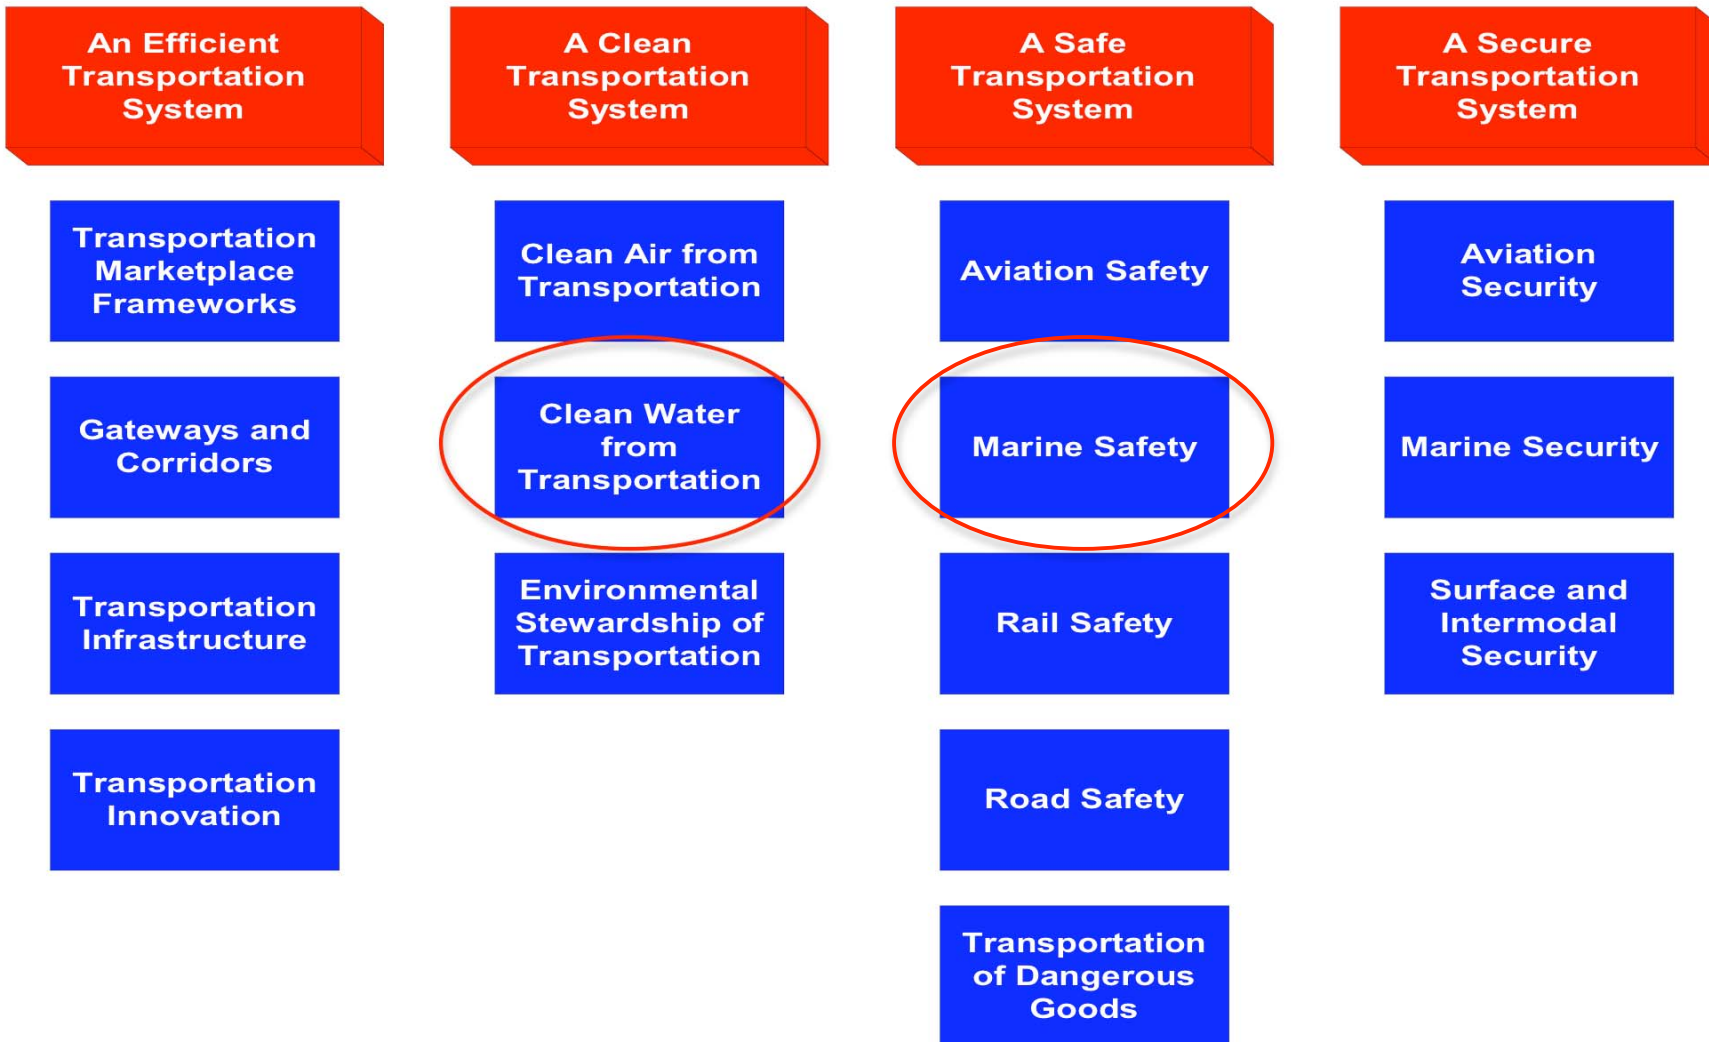 An Efficient
Transportation
System
Transportation
Marketplace
Frameworks
Gateways and
Corridors
Transportation
Infrastructure
Transportation
Innovation
A Clean
Transportation
System
Clean Air from
Transportation
Clean Water
from
Transportation
Environmental
Stewardship of
Transportation
A Safe
Transportation
System
Aviation Safety
Marine Safety
Rail Safety
Road Safety
Transportation
of Dangerous
Goods
A Secure
Transportation
System
Aviation
Security
Marine Security
Surface and
Intermodal
Security